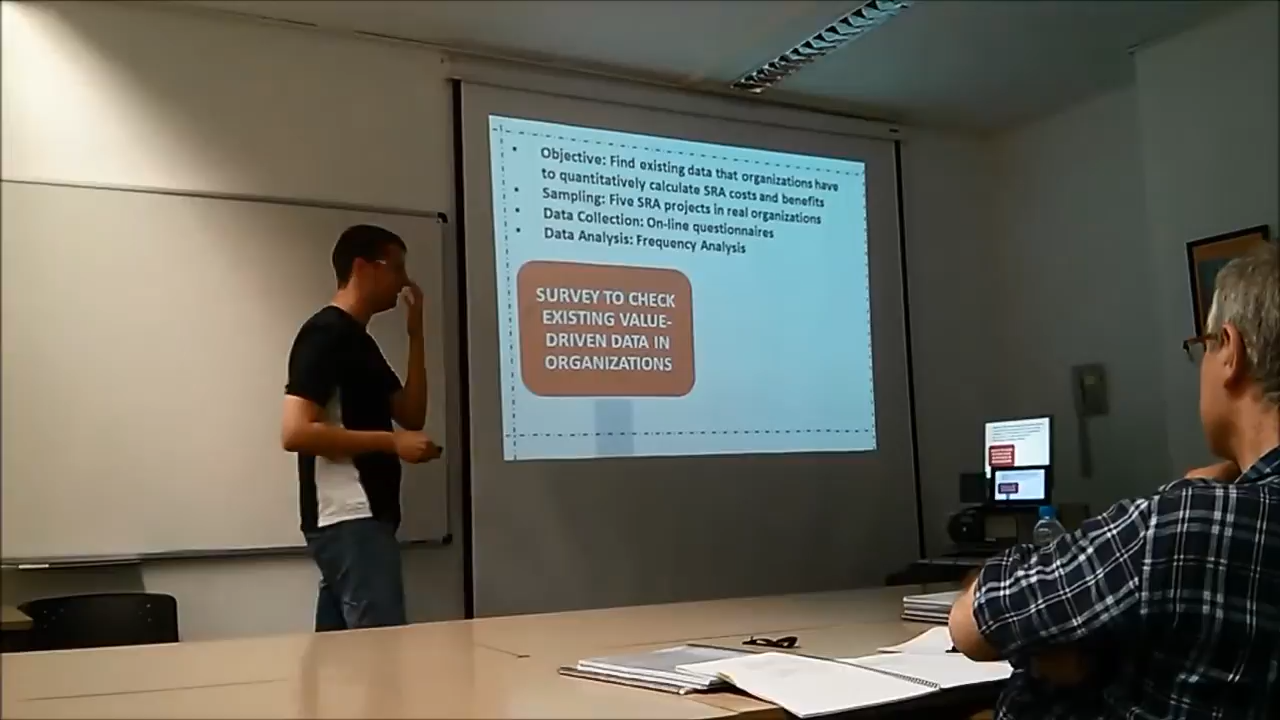 • Objective: Find existing data that organizations have
to quantitatively calculate SRA costs and benefits
• Sampling: Five SRA projects in real organizations
• Data Collection: On-line questionnaires
• Data Analysis: Frequency Analysis
SURVEY TO CHECK
EXISTING VALUE-
DRIVEN DATA IN
ORGANIZATIONS